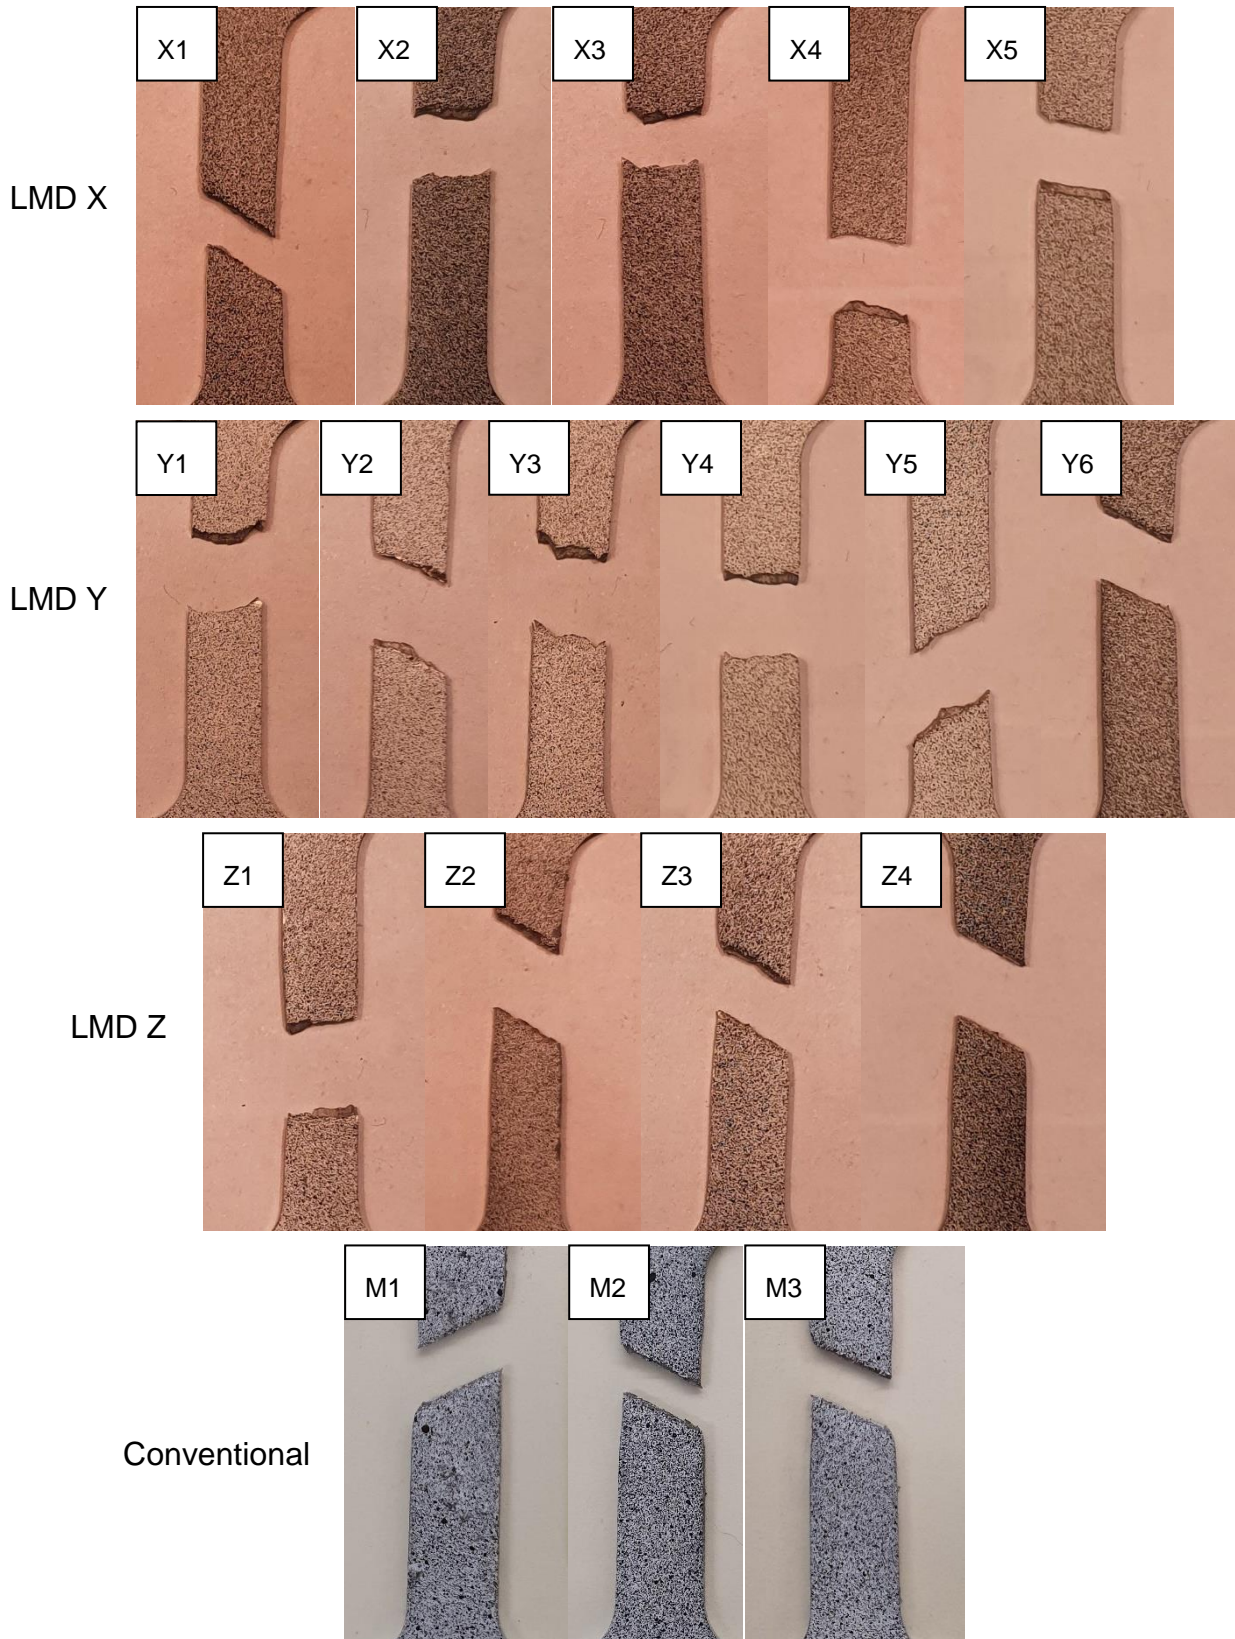 X1
X2
X3
X4
X5
LMD X
Y1
Y2
Y3
Y4
Y5
Y6
LMD Y
Z1
Z2
Z3
Z4
LMD Z
M1
M2
M3
Conventional